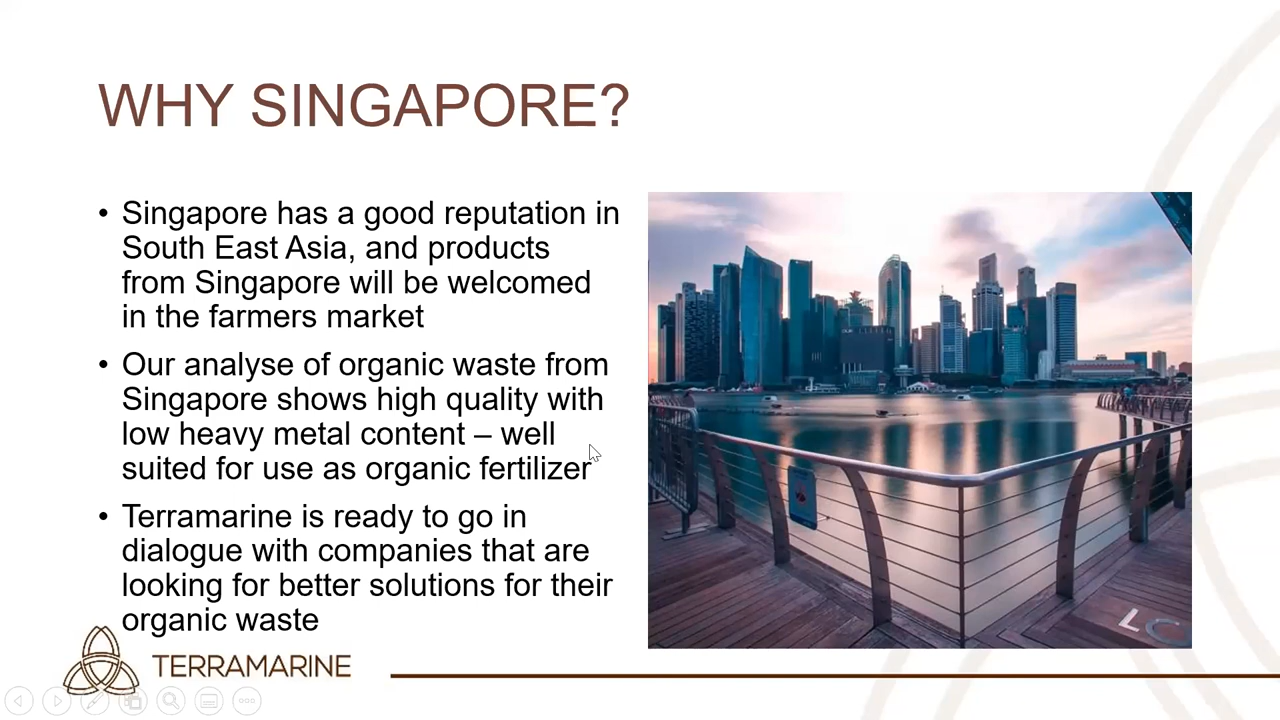 WHY SINGAPORE?
• Singapore has a good reputation in
South East Asia, and products
from Singapore will be welcomed
in the farmers market
• Our analyse of organic waste from
Singapore shows high quality with
low heavy metal content – well
suited for use as organic fertilizer
• Terramarine is ready to go in
dialogue with companies that are
looking for better solutions for their
organic waste
LC
TERRAMARINE